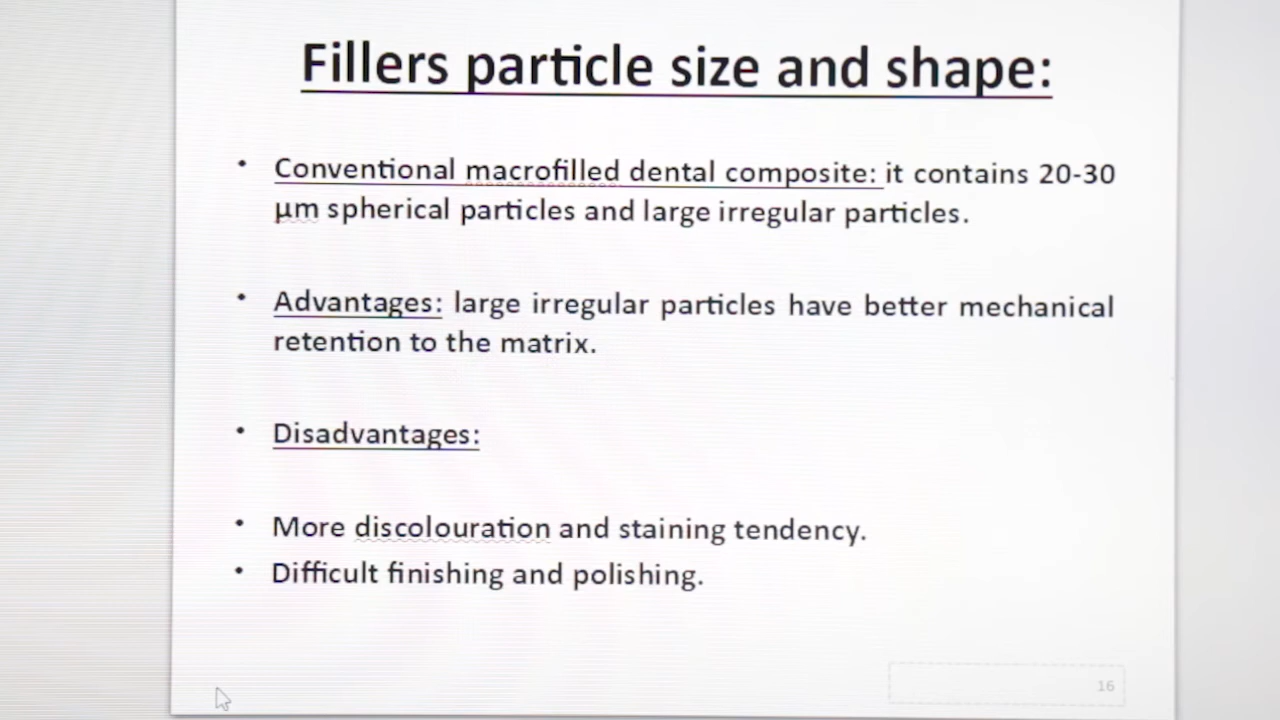 Fillers particle size and shape:
• Conventional macrofilled dental composite: it contains 20-30
µm spherical particles and large irregular particles.
• Advantages: large irregular particles have better mechanical
retention to the matrix.
• Disadvantages:
• More discolouration and staining tendency.
• Difficult finishing and polishing.
16